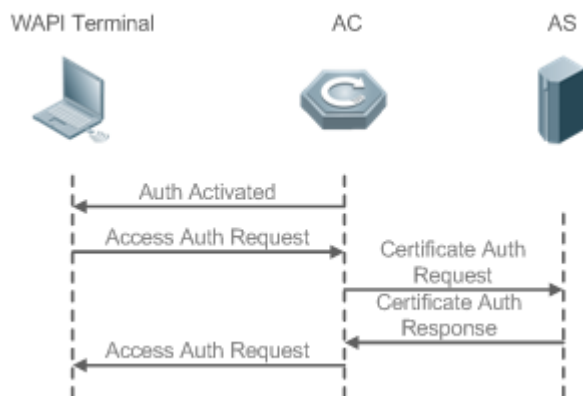 WAPI Terminal
AC
AS
Auth Activated
Access Auth Request
Certificate Auth
Request
Certificate Auth
Response
Access Auth Request